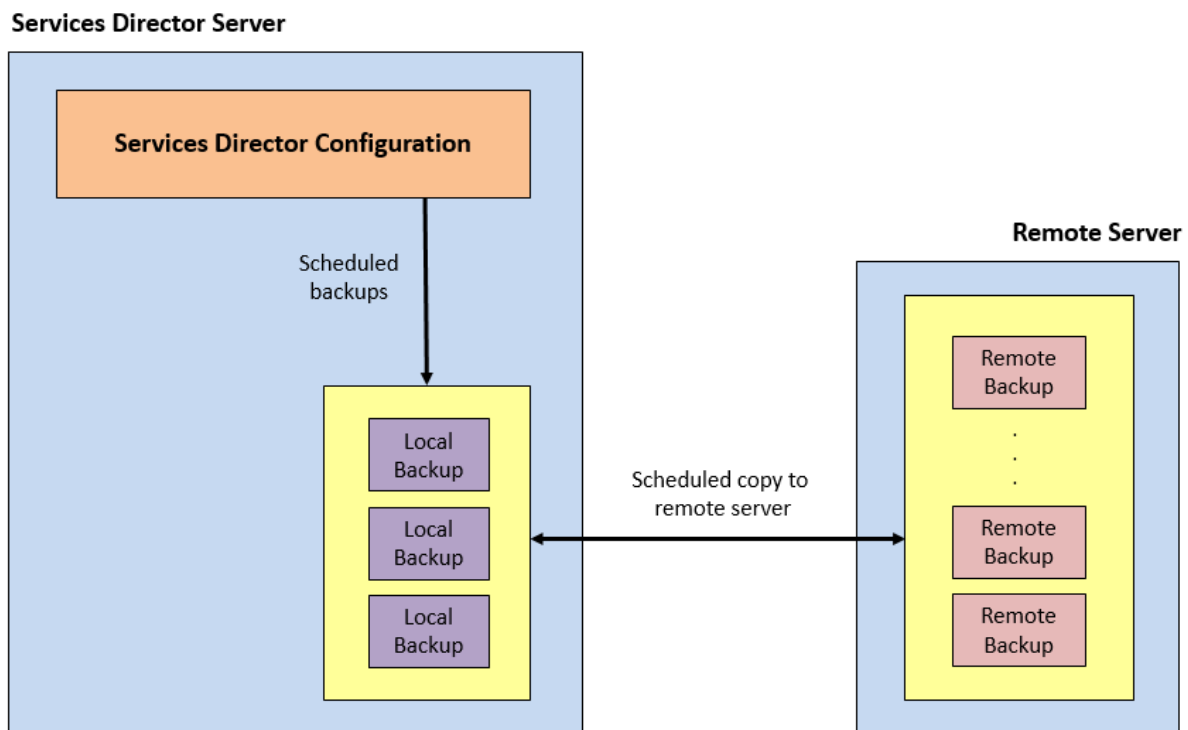 Services Director Server
Services Director Configuration
Scheduled
backups
Local
Backup
Local
Backup
Local
Backup
Scheduled copy to
remote server
Remote Server
Remote
Backup
.
.
.
Remote
Backup
Remote
Backup